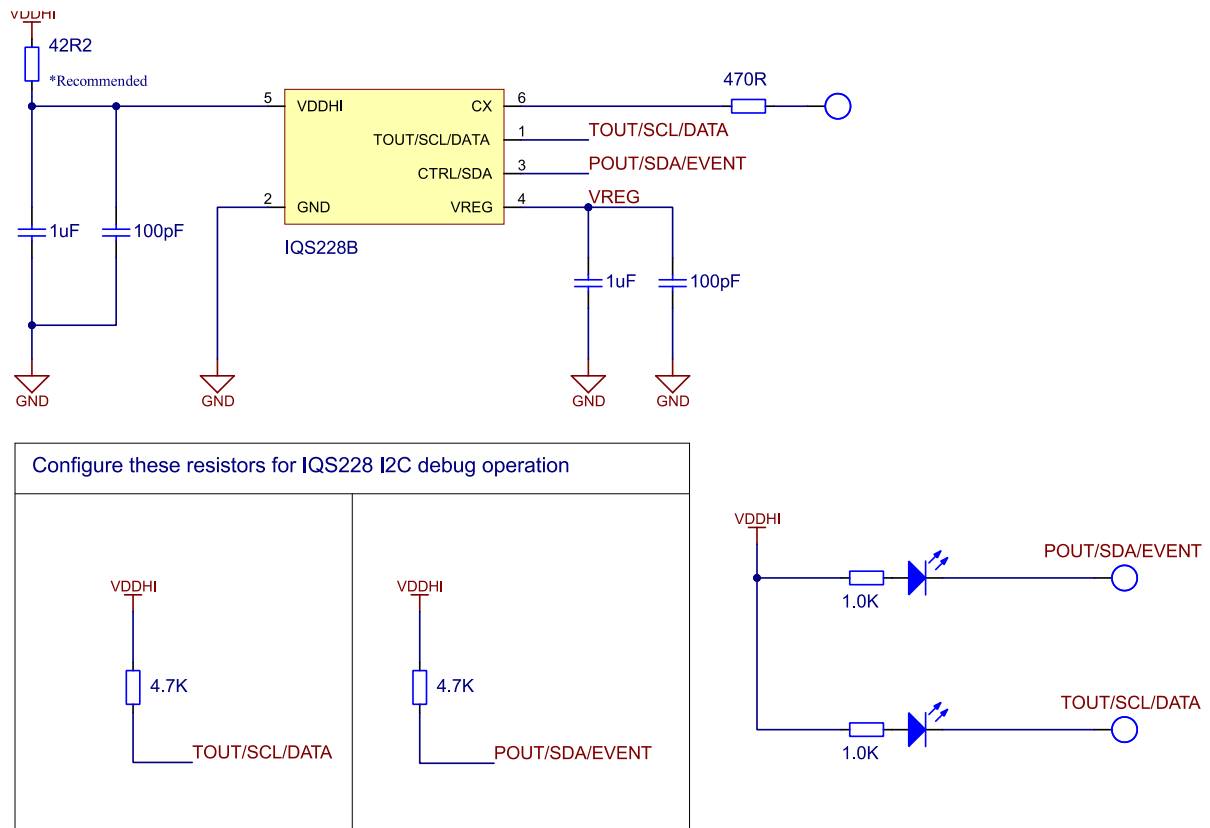 VDDHI
42R2
*Recommended
5
VDDHI
CX
6
470R
TOUT/SCL/DATA
1
TOUT/SCL/DATA
CTRL/SDA
3
POUT/SDA/EVENT
2
GND
VREG
4
VREG
IQS228B
1uF
100pF
1uF
100pF
GND
GND
GND
GND
Configure these resistors for IQS228 I2C debug operation
VDDHI
4.7K
TOUT/SCL/DATA
VDDHI
4.7K
POUT/SDA/EVENT
VDDHI
POUT/SDA/EVENT
1.0K
TOUT/SCL/DATA
1.0K